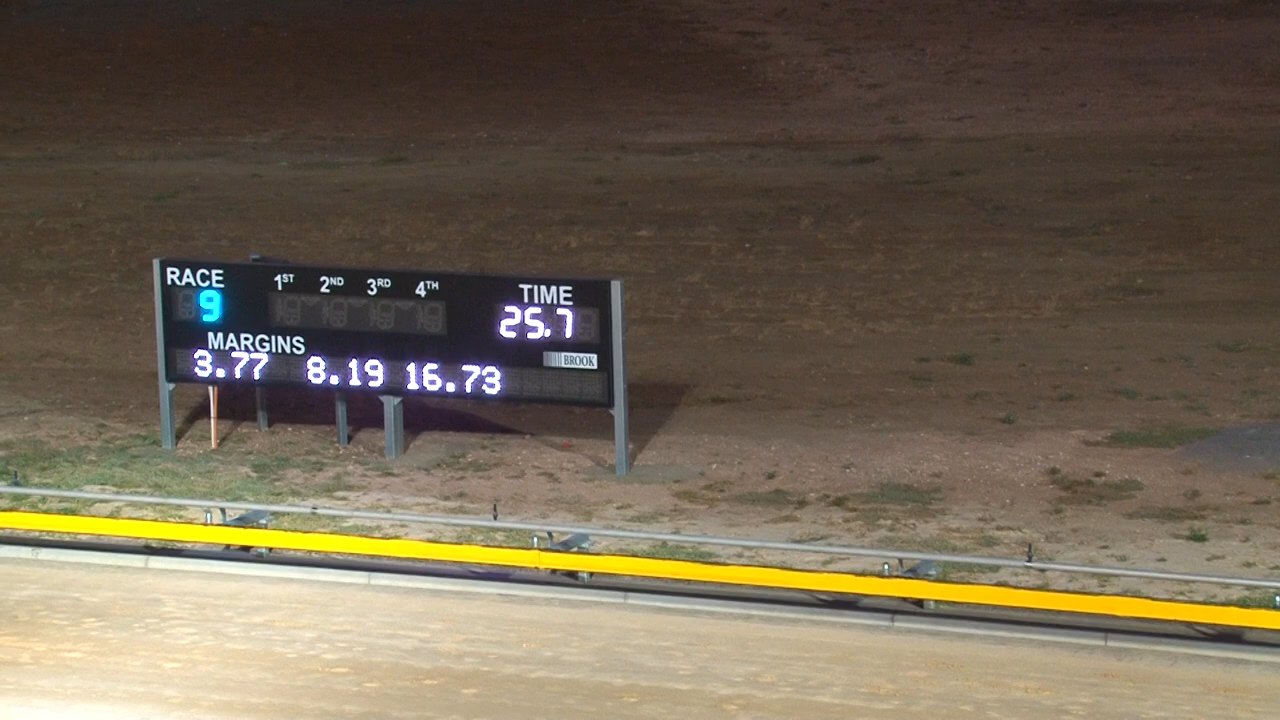 RACE 1ST 2ND 3RD 4TH TIME
9 25.7
MARGINS BROOK
3.77 8.19 16.73